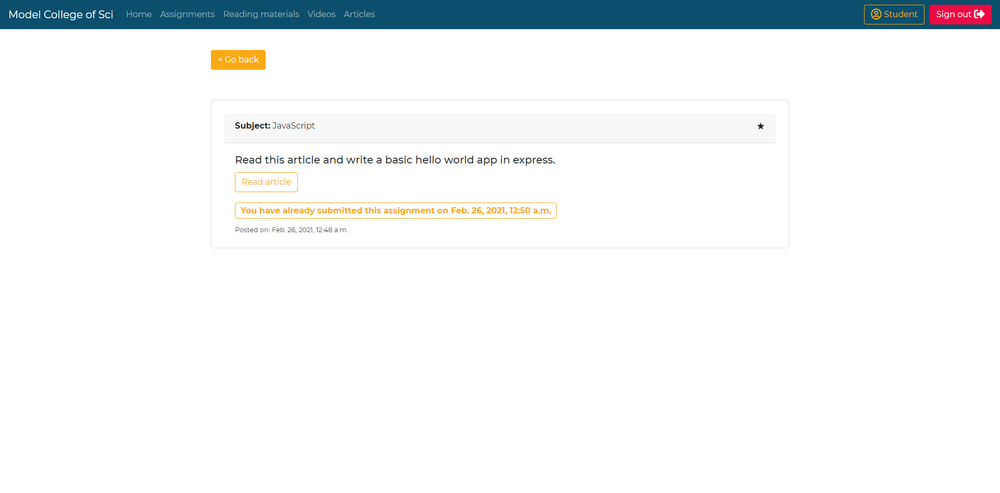 Model College of Sci Home Assignments Reading materials Videos Articles Student Sign out
< Go back
Subject: JavaScript ★
Read this article and write a basic hello world app in express.
Read article
You have already submitted this assignment on Feb. 26, 2021, 12:50 a.m.
Posted on: Feb. 26, 2021, 12:48 a.m.